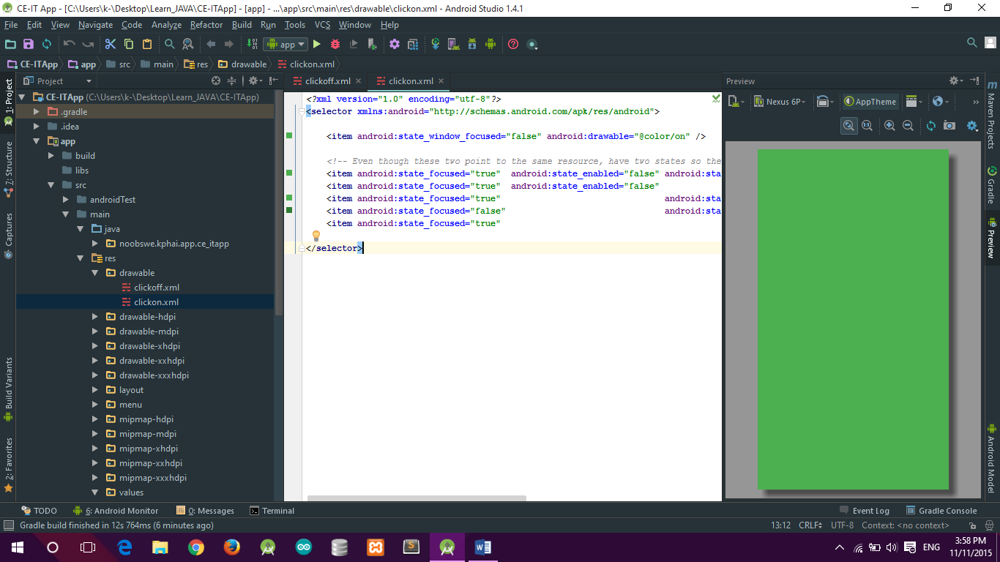 CE-IT App - [C:\Users\k-\Desktop\Learn_JAVA\CE-ITApp] - [app] - ...\app\src\main\res\drawable\clickon.xml - Android Studio 1.4.1
File Edit View Navigate Code Analyze Refactor Build Run Tools VCS Window Help
app
CE-ITApp app src main res drawable clickon.xml
1: Project
7: Structure
Captures
Build Variants
2: Favorites
Project
CE-ITApp (C:\Users\k-\Desktop\Learn_JAVA\CE-ITApp)
.gradle
.idea
app
build
libs
src
androidTest
main
java
noobswe.kphai.app.ce_itapp
res
drawable
clickoff.xml
clickon.xml
drawable-hdpi
drawable-mdpi
drawable-xhdpi
drawable-xxhdpi
drawable-xxxhdpi
layout
menu
mipmap-hdpi
mipmap-mdpi
mipmap-xhdpi
mipmap-xxhdpi
mipmap-xxxhdpi
values
clickoff.xml clickon.xml
<?xml version="1.0" encoding="utf-8"?>
<selector xmlns:android="http://schemas.android.com/apk/res/android">
<item android:state_window_focused="false" android:drawable="@color/on" />
<!-- Even though these two point to the same resource, have two states so the
<item android:state_focused="true" android:state_enabled="false" android:sta
<item android:state_focused="true" android:state_enabled="false"
<item android:state_focused="true" android:sta
<item android:state_focused="false" android:sta
<item android:state_focused="true"
</selector>
Preview
Nexus 6P AppTheme
1:1
Maven Projects
Gradle
Preview
Android Model
TODO 6: Android Monitor 0: Messages Terminal Event Log Gradle Console
Gradle build finished in 12s 764ms (6 minutes ago) 13:12 CRLF UTF-8 Context: <no context>
ENG 3:58 PM
11/11/2015